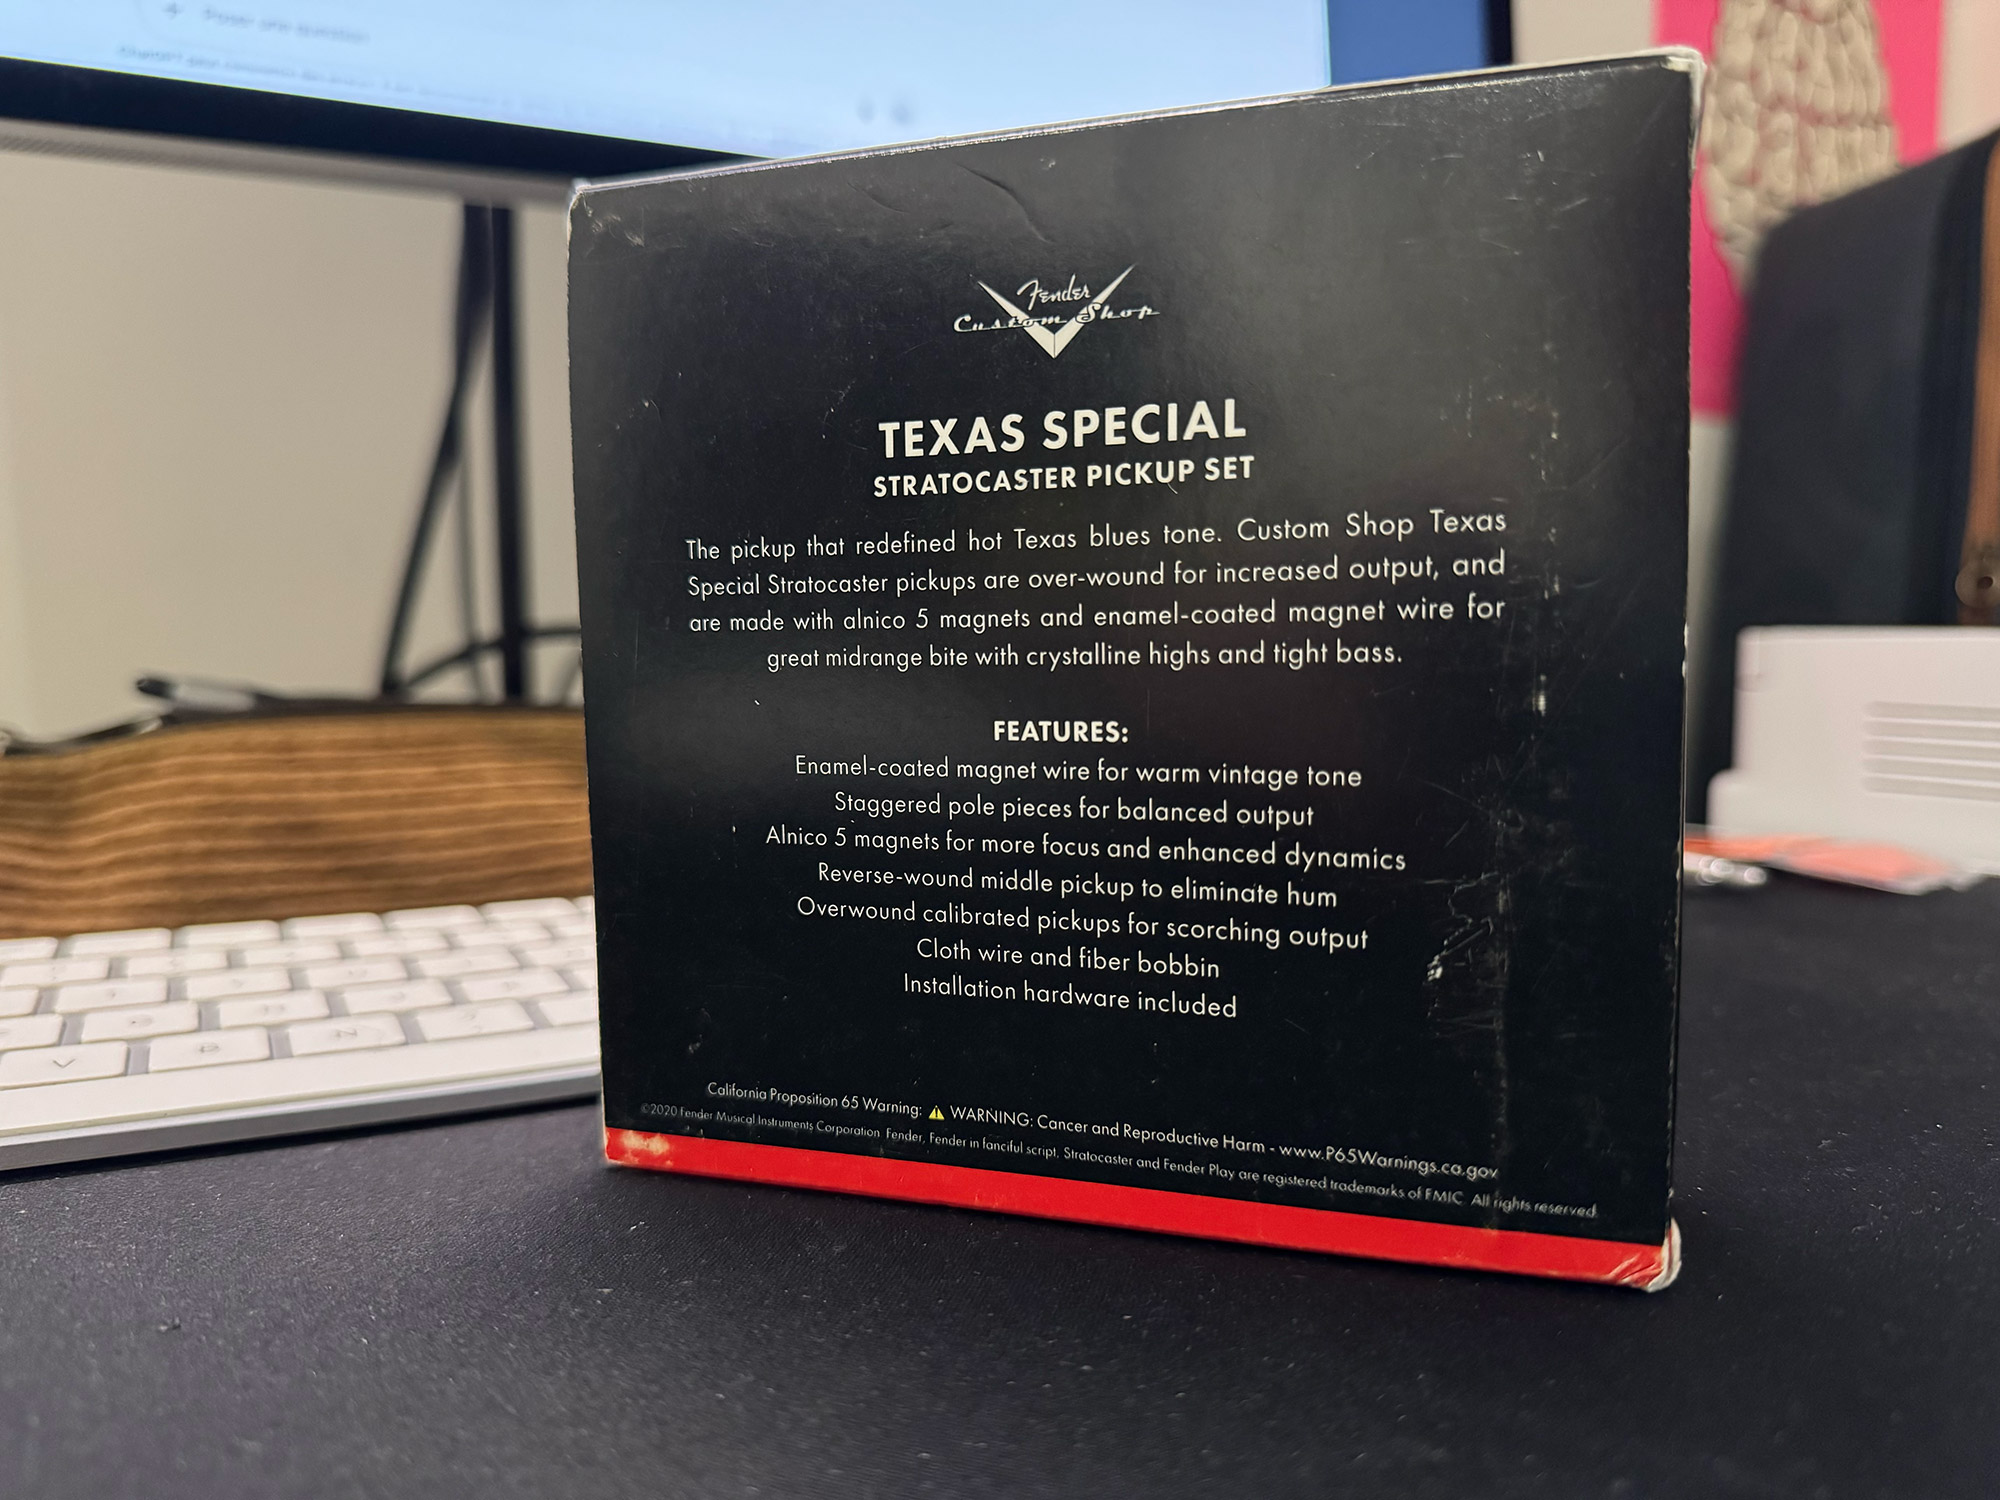 Poser une question
Fender
Custom Shop
TEXAS SPECIAL
STRATOCASTER PICKUP SET
The pickup that redefined hot Texas blues tone. Custom Shop Texas
Special Stratocaster pickups are over-wound for increased output, and
are made with alnico 5 magnets and enamel-coated magnet wire for
great midrange bite with crystalline highs and tight bass.
FEATURES:
Enamel-coated magnet wire for warm vintage tone
Staggered pole pieces for balanced output
Alnico 5 magnets for more focus and enhanced dynamics
Reverse-wound middle pickup to eliminate hum
Overwound calibrated pickups for scorching output
Cloth wire and fiber bobbin
Installation hardware included
California Proposition 65 Warning: ⚠ WARNING: Cancer and Reproductive Harm - www.P65Warnings.ca.gov
©2020 Fender Musical Instruments Corporation. Fender, Fender in fanciful script, Stratocaster and Fender Play are registered trademarks of FMIC. All rights reserved.
V B N